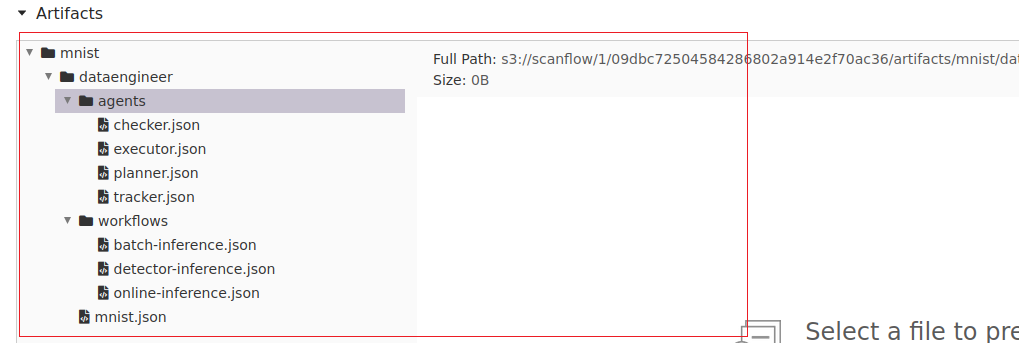 Artifacts
mnist
dataengineer
agents
checker.json
executor.json
planner.json
tracker.json
workflows
batch-inference.json
detector-inference.json
online-inference.json
mnist.json
Full Path: s3://scanflow/1/09dbc72504584286802a914e2f70ac36/artifacts/mnist/dat
Size: 0B
Select a file to pre